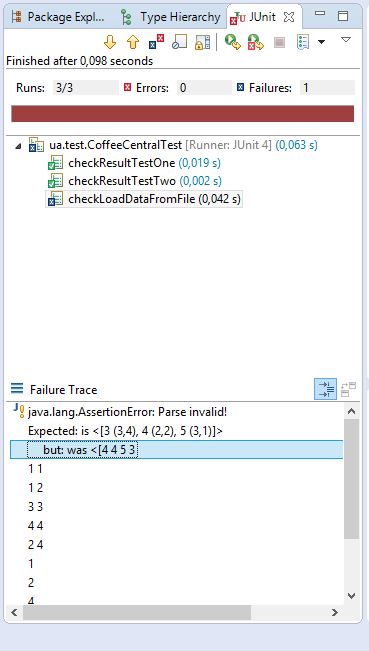 Package Expl... Type Hierarchy JUnit
Finished after 0,098 seconds
Runs: 3/3 Errors: 0 Failures: 1
ua.test.CoffeeCentralTest [Runner: JUnit 4] (0,063 s)
checkResultTestOne (0,019 s)
checkResultTestTwo (0,002 s)
checkLoadDataFromFile (0,042 s)
Failure Trace
java.lang.AssertionError: Parse invalid!
Expected: is <[3 (3,4), 4 (2,2), 5 (3,1)]>
but: was <[4 4 5 3
1 1
1 2
3 3
4 4
2 4
1
2
4